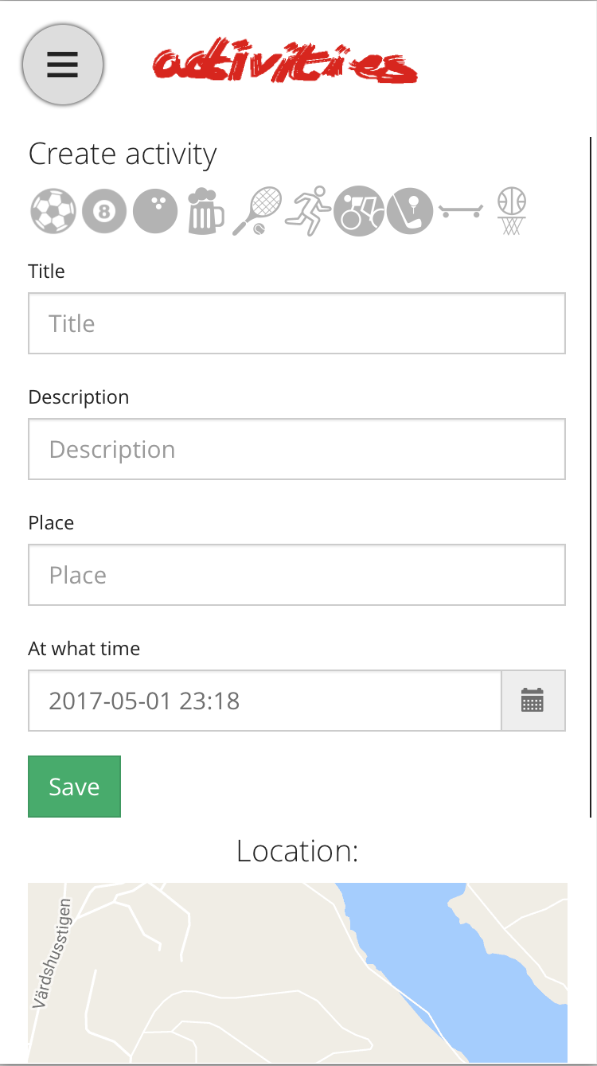 activities
Create activity
8
Title
Title
Description
Description
Place
Place
At what time
2017-05-01 23:18
Save
Location:
Värdshusstigen